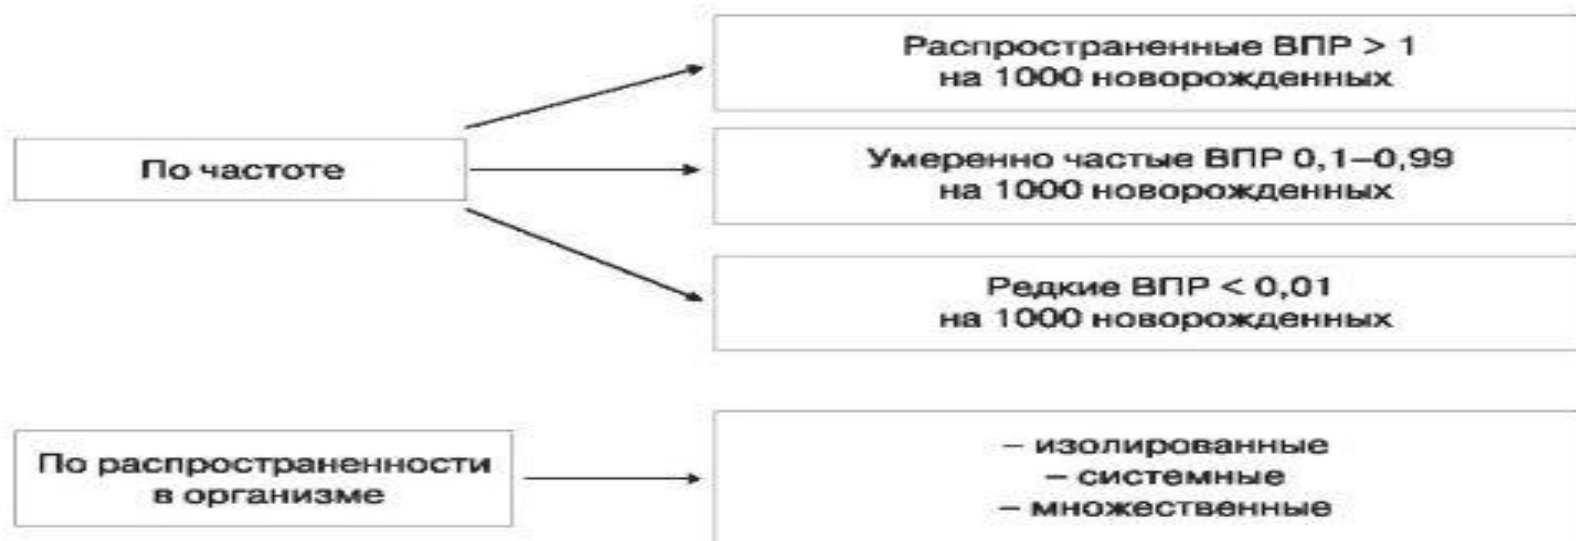 По частоте
Распространенные ВПР > 1
на 1000 новорожденных
Умеренно частые ВПР 0,1–0,99
на 1000 новорожденных
Редкие ВПР < 0,01
на 1000 новорожденных
По распространенности
в организме
– изолированные
– системные
– множественные